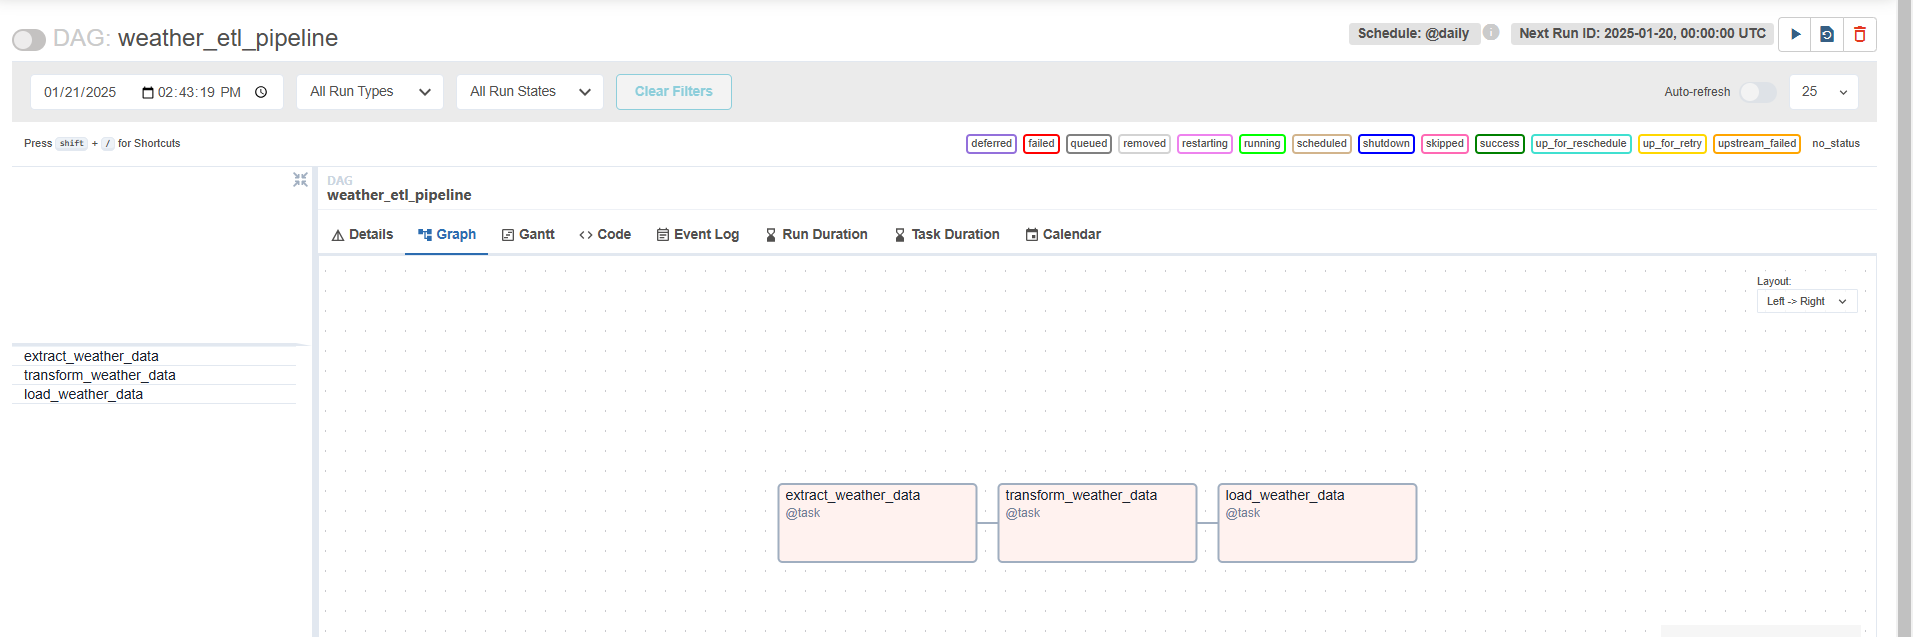 DAG: weather_etl_pipeline
Schedule: @daily
Next Run ID: 2025-01-20, 00:00:00 UTC
01/21/2025 02:43:19 PM
All Run Types
All Run States
Clear Filters
Auto-refresh
25
Press shift + / for Shortcuts
deferred failed queued removed restarting running scheduled shutdown skipped success up_for_reschedule up_for_retry upstream_failed no_status
DAG
weather_etl_pipeline
Details Graph Gantt <> Code Event Log Run Duration Task Duration Calendar
Layout:
Left -> Right
extract_weather_data
transform_weather_data
load_weather_data
extract_weather_data
@task
transform_weather_data
@task
load_weather_data
@task